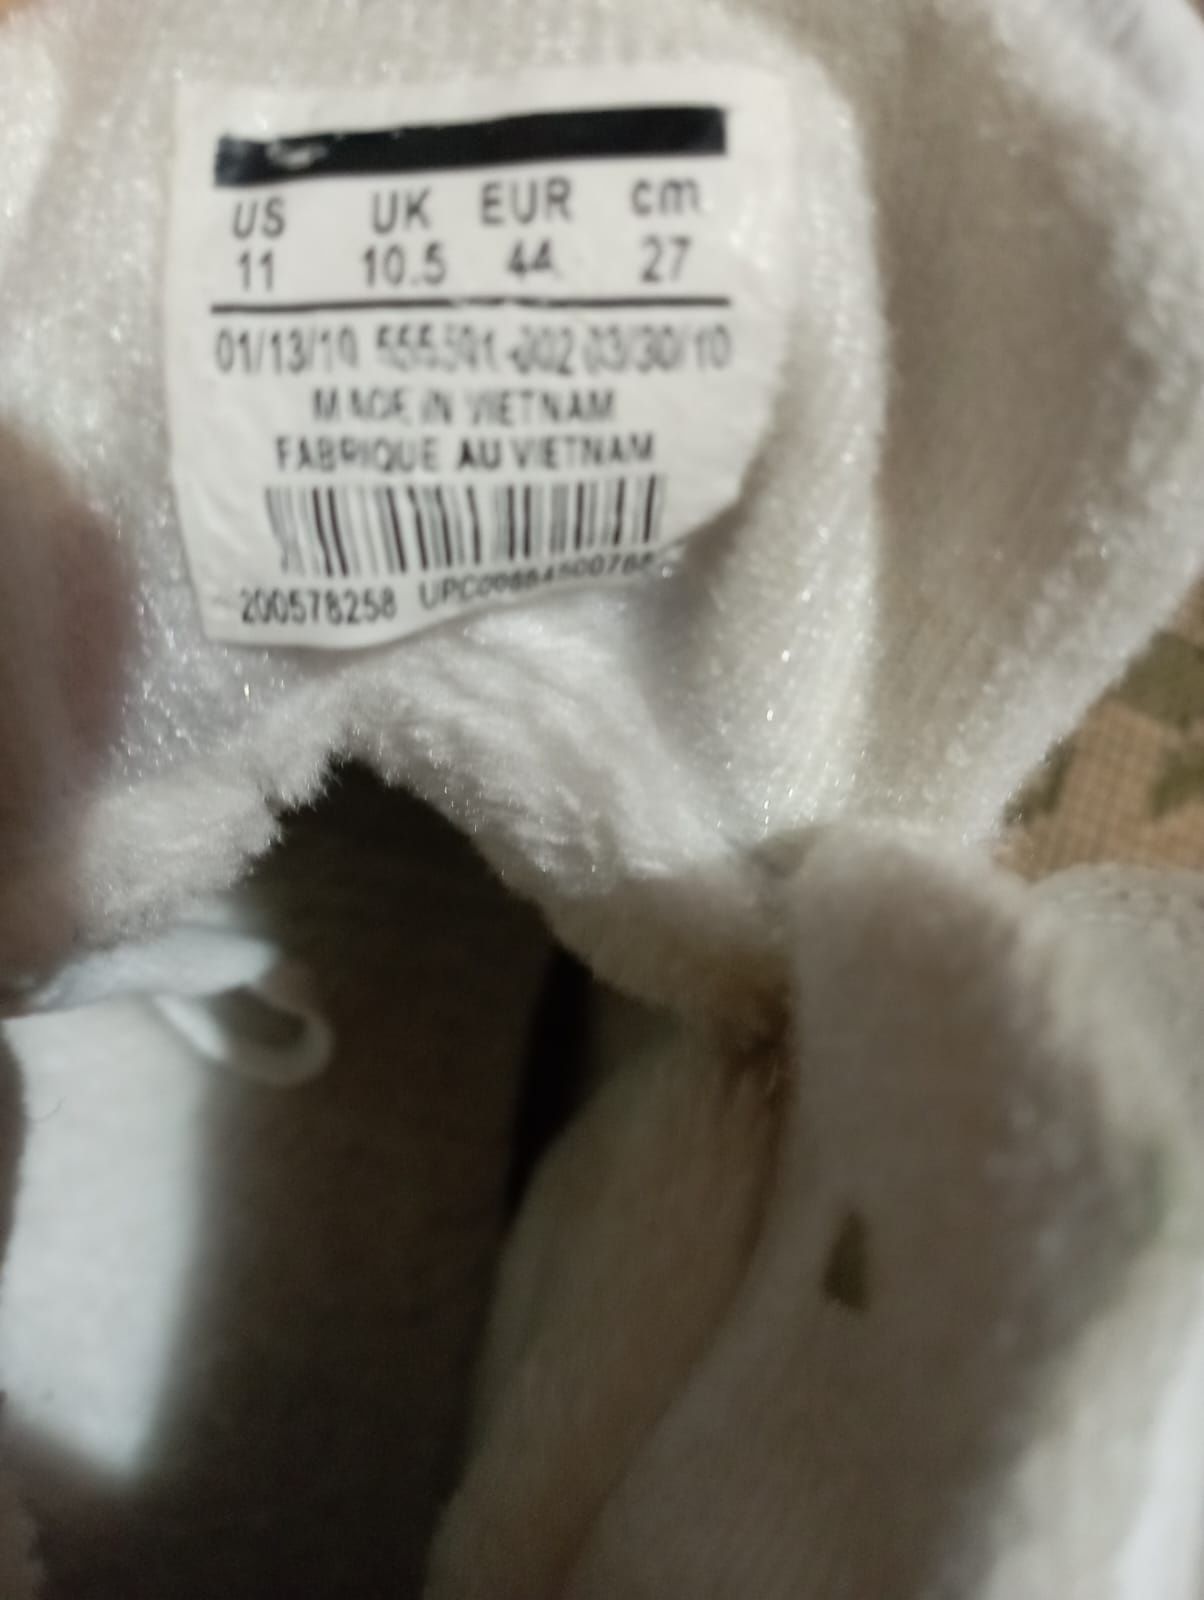 US UK EUR cm
11 10.5 44 27
01/13/10 03/30/10
MADE IN VIETNAM
FABRIQUE AU VIETNAM
200578258